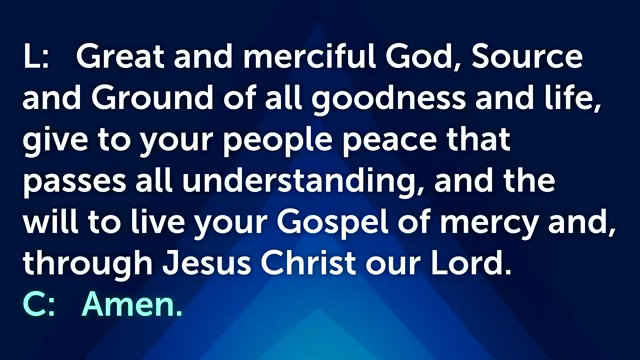 L: Great and merciful God, Source
and Ground of all goodness and life,
give to your people peace that
passes all understanding, and the
will to live your Gospel of mercy and,
through Jesus Christ our Lord.
C: Amen.